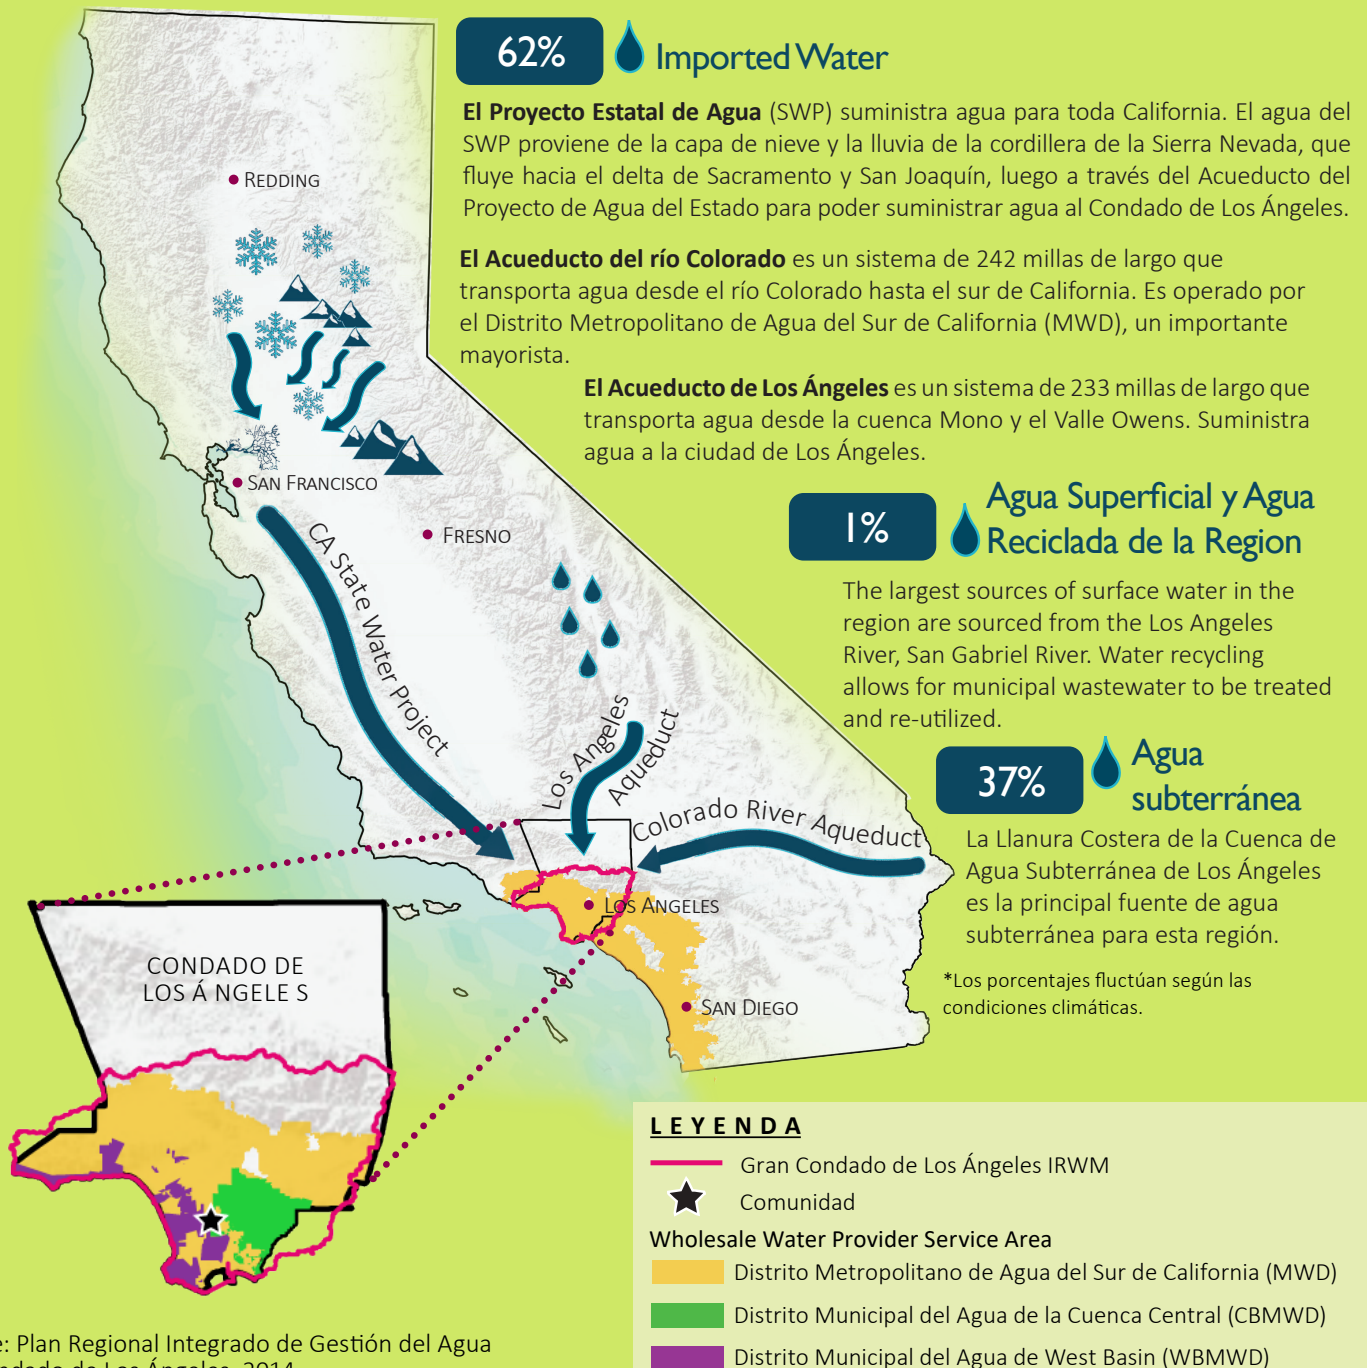 62%
Imported Water
El Proyecto Estatal de Agua (SWP) suministra agua para toda California. El agua del
SWP proviene de la capa de nieve y la lluvia de la cordillera de la Sierra Nevada, que
fluye hacia el delta de Sacramento y San Joaquín, luego a través del Acueducto del
Proyecto de Agua del Estado para poder suministrar agua al Condado de Los Ángeles.
El Acueducto del río Colorado es un sistema de 242 millas de largo que
transporta agua desde el río Colorado hasta el sur de California. Es operado por
el Distrito Metropolitano de Agua del Sur de California (MWD), un importante
mayorista.
El Acueducto de Los Ángeles es un sistema de 233 millas de largo que
transporta agua desde la cuenca Mono y el Valle Owens. Suministra
agua a la ciudad de Los Ángeles.
1%
Agua Superficial y Agua
Reciclada de la Region
The largest sources of surface water in the
region are sourced from the Los Angeles
River, San Gabriel River. Water recycling
allows for municipal wastewater to be treated
and re-utilized.
37%
Agua
subterránea
La Llanura Costera de la Cuenca de
Agua Subterránea de Los Ángeles
es la principal fuente de agua
subterránea para esta región.
*Los porcentajes fluctúan según las
condiciones climáticas.
REDDING
SAN FRANCISCO
FRESNO
CA State Water Project
Los Angeles
Aqueduct
Colorado River Aqueduct
LOS ANGELES
SAN DIEGO
CONDADO DE
LOS Á NGELE S
LEYENDA
Gran Condado de Los Ángeles IRWM
Comunidad
Wholesale Water Provider Service Area
Distrito Metropolitano de Agua del Sur de California (MWD)
Distrito Municipal del Agua de la Cuenca Central (CBMWD)
Distrito Municipal del Agua de West Basin (WBMWD)
: Plan Regional Integrado de Gestión del Agua
de Los Ángeles, 2014